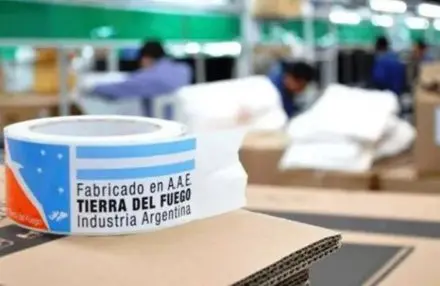 Fabricado en A.A.E.
TIERRA DEL FUEGO
Industria Argentina